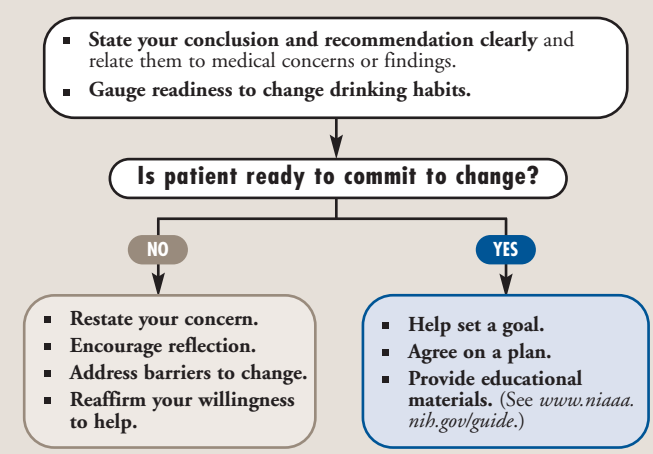 ▪ State your conclusion and recommendation clearly and
relate them to medical concerns or findings.
▪ Gauge readiness to change drinking habits.
Is patient ready to commit to change?
NO
YES
▪ Restate your concern.
▪ Encourage reflection.
▪ Address barriers to change.
▪ Reaffirm your willingness
to help.
▪ Help set a goal.
▪ Agree on a plan.
▪ Provide educational
materials. (See www.niaaa.
nih.gov/guide.)